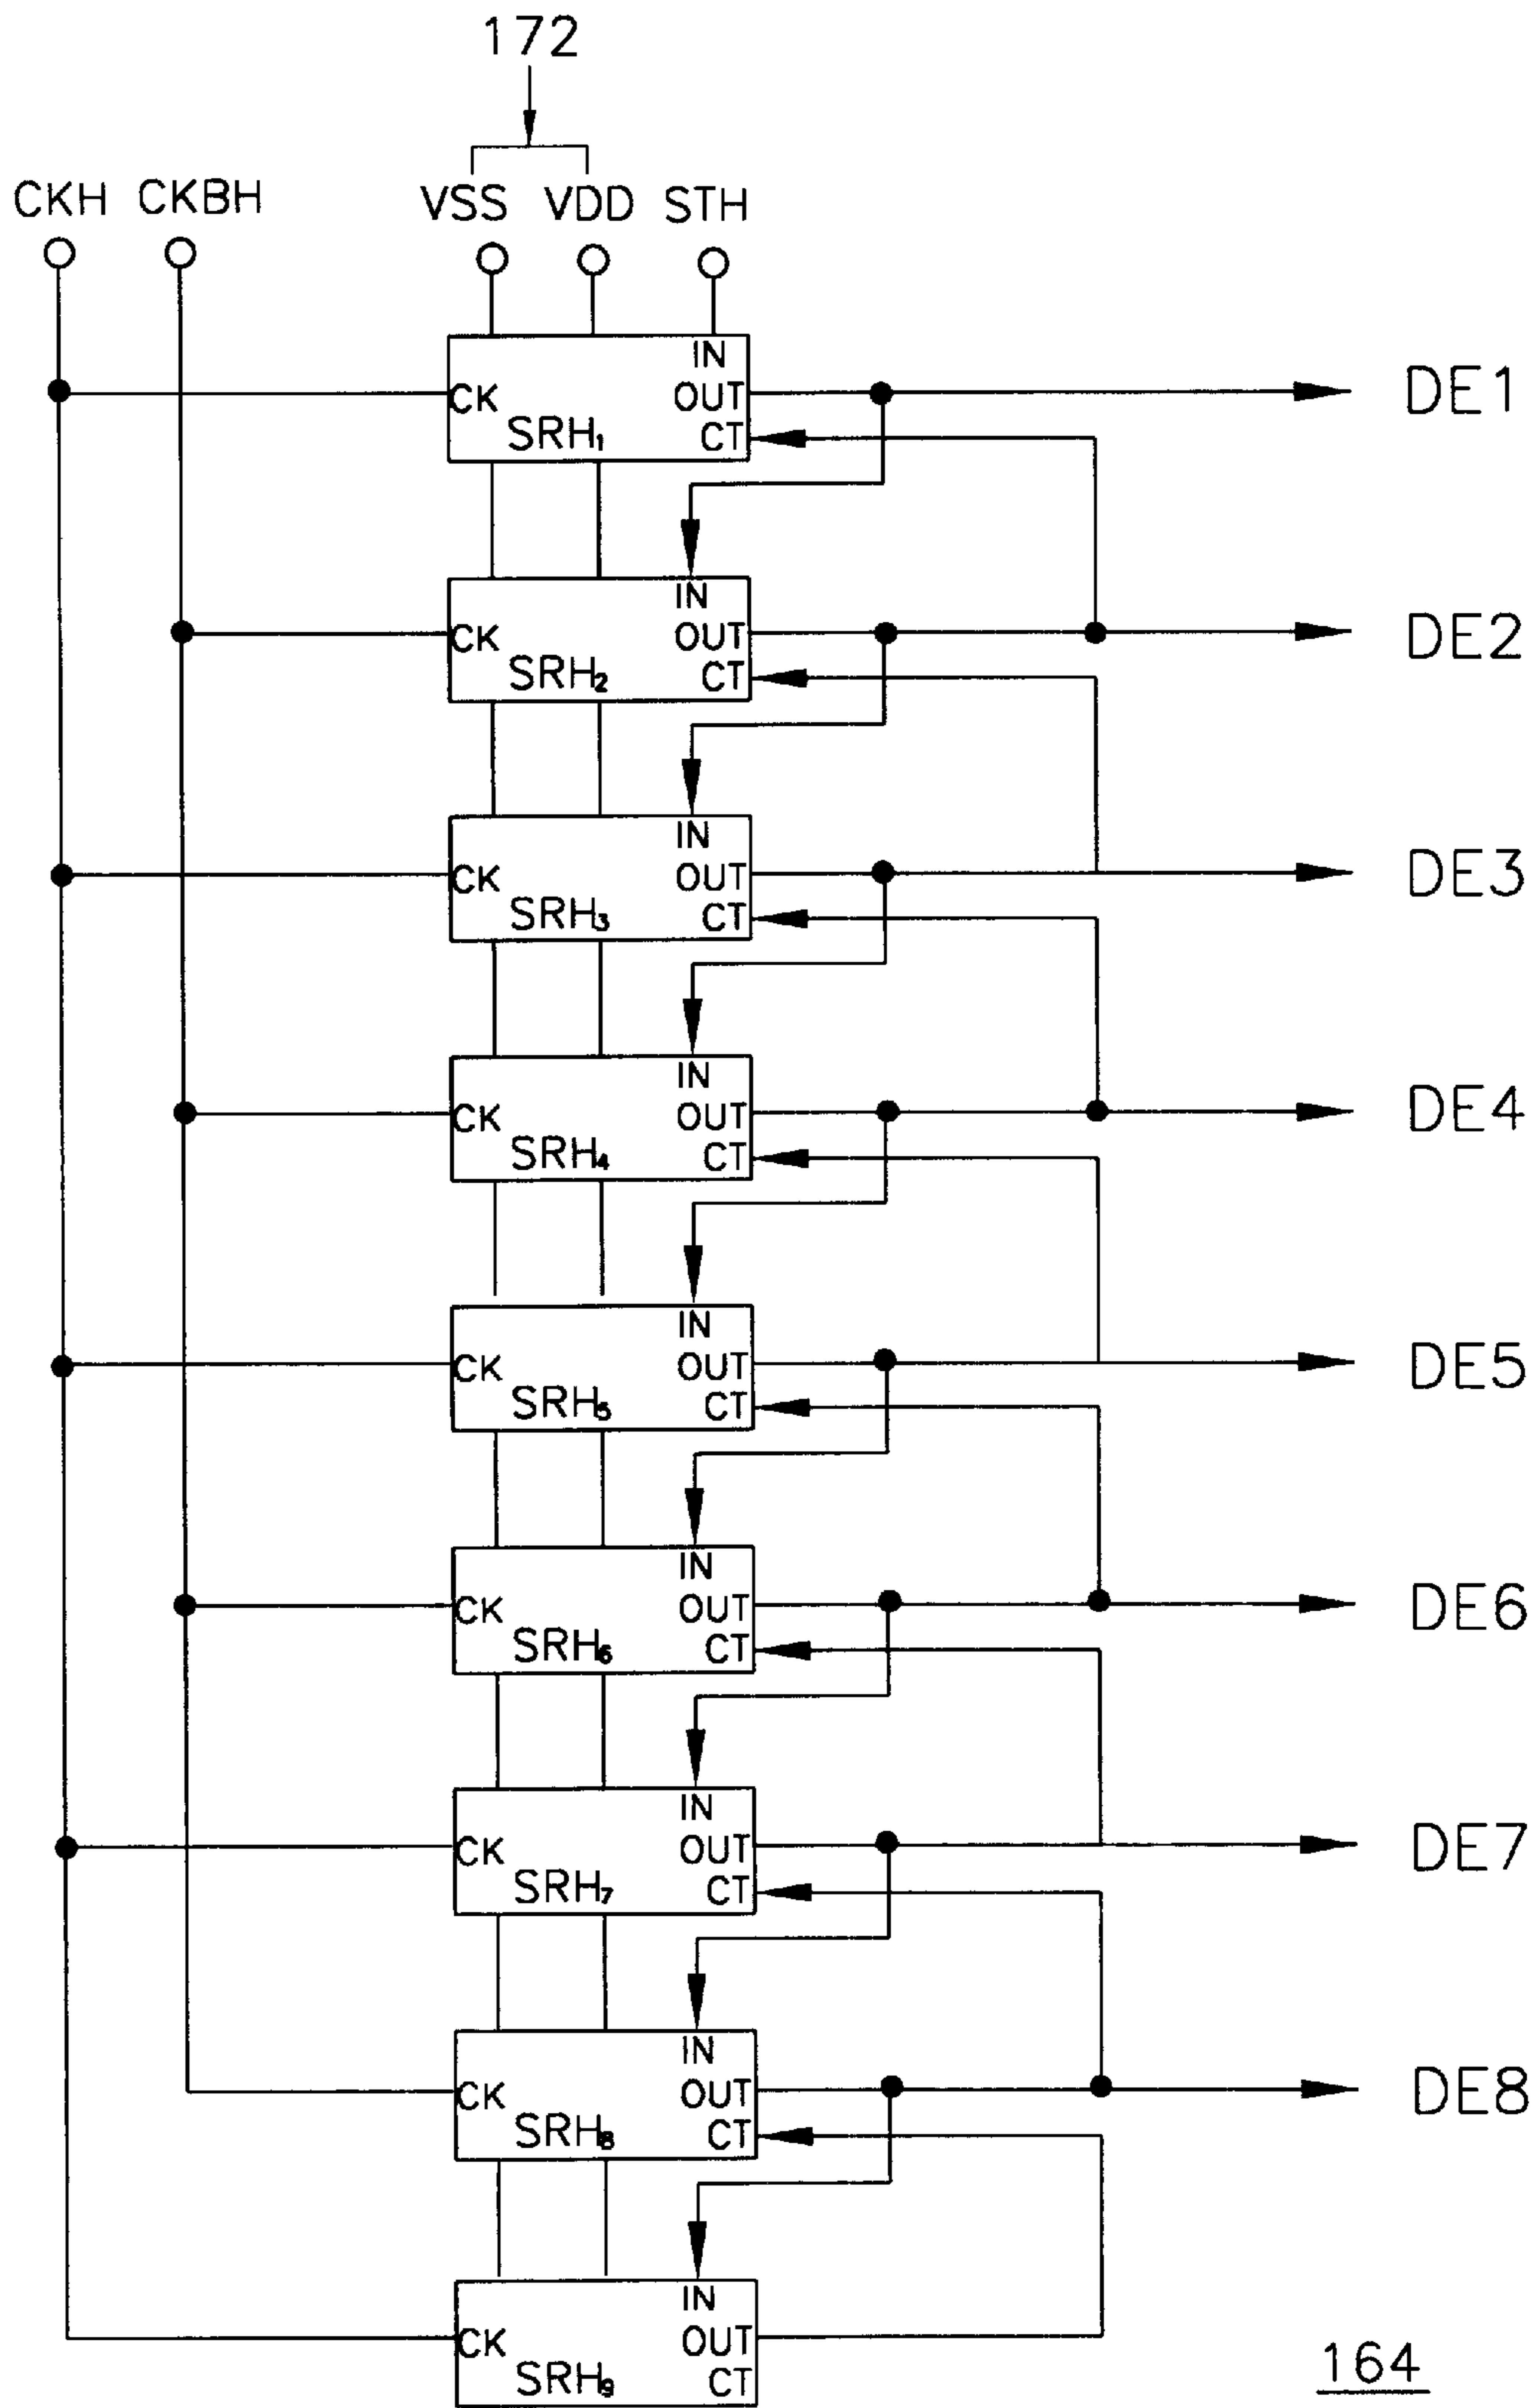 172
CKH CKBH VSS VDD STH
IN
CK OUT DE1
SRH₁ CT
IN
CK OUT DE2
SRH₂ CT
IN
CK OUT DE3
SRH₃ CT
IN
CK OUT DE4
SRH₄ CT
IN
CK OUT DE5
SRH₅ CT
IN
CK OUT DE6
SRH₆ CT
IN
CK OUT DE7
SRH₇ CT
IN
CK OUT DE8
SRH₈ CT
IN
CK OUT
SRH₉ CT
164